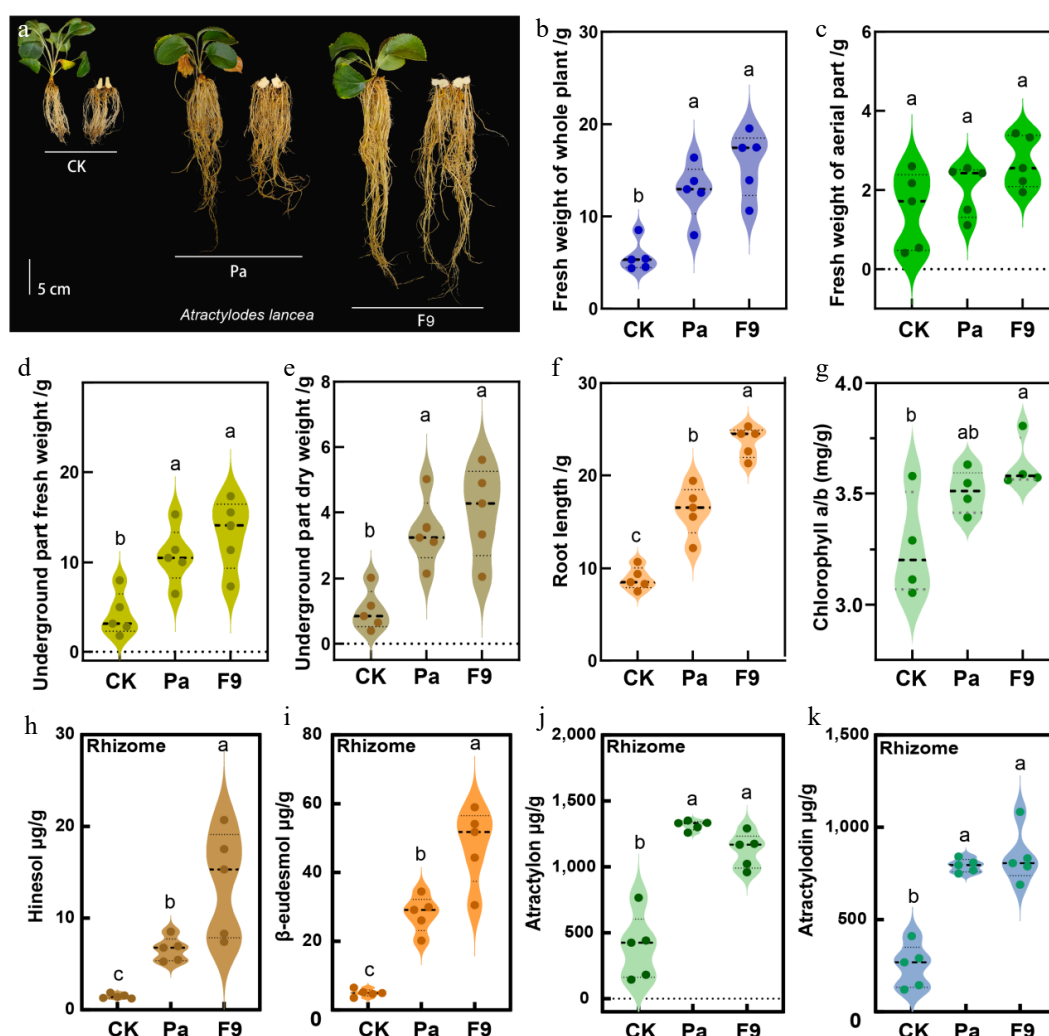 a
CK
Pa
F9
5 cm
Atractylodes lancea
b
Fresh weight of whole plant /g
30
20
10
0
b
a
a
CK Pa F9
c
Fresh weight of aerial part /g
6
4
2
0
a
a
a
CK Pa F9
d
Underground part fresh weight /g
20
10
0
b
a
a
CK Pa F9
e
Underground part dry weight /g
8
6
4
2
0
b
a
a
CK Pa F9
f
Root length /g
30
20
10
0
c
b
a
CK Pa F9
g
Chlorophyll a/b (mg/g)
4.0
3.5
3.0
b
ab
a
CK Pa F9
h
Rhizome
Hinesol μg/g
30
20
10
0
c
b
a
CK Pa F9
i
Rhizome
β-eudesmol μg/g
80
60
40
20
0
c
b
a
CK Pa F9
j
Rhizome
Atractylon μg/g
2,000
1,500
1,000
500
0
b
a
a
CK Pa F9
k
Rhizome
Atractylodin μg/g
1,500
1,000
500
0
b
a
a
CK Pa F9